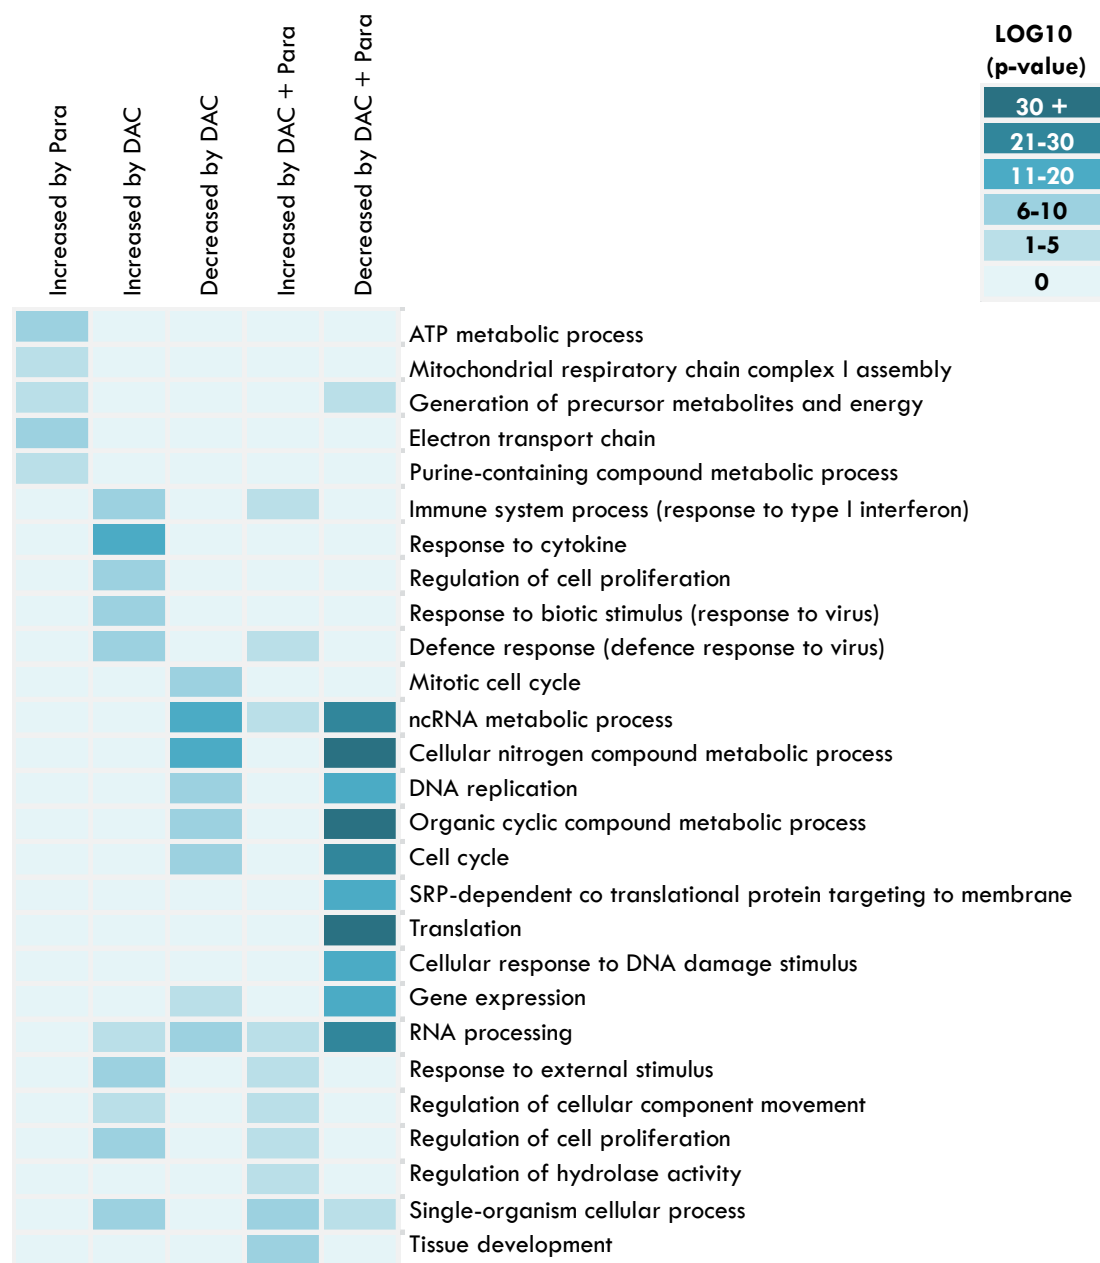 Increased by Para
Increased by DAC
Decreased by DAC
Increased by DAC + Para
Decreased by DAC + Para
LOG10
(p-value)
30 +
21-30
11-20
6-10
1-5
0
ATP metabolic process
Mitochondrial respiratory chain complex I assembly
Generation of precursor metabolites and energy
Electron transport chain
Purine-containing compound metabolic process
Immune system process (response to type I interferon)
Response to cytokine
Regulation of cell proliferation
Response to biotic stimulus (response to virus)
Defence response (defence response to virus)
Mitotic cell cycle
ncRNA metabolic process
Cellular nitrogen compound metabolic process
DNA replication
Organic cyclic compound metabolic process
Cell cycle
SRP-dependent co translational protein targeting to membrane
Translation
Cellular response to DNA damage stimulus
Gene expression
RNA processing
Response to external stimulus
Regulation of cellular component movement
Regulation of cell proliferation
Regulation of hydrolase activity
Single-organism cellular process
Tissue development